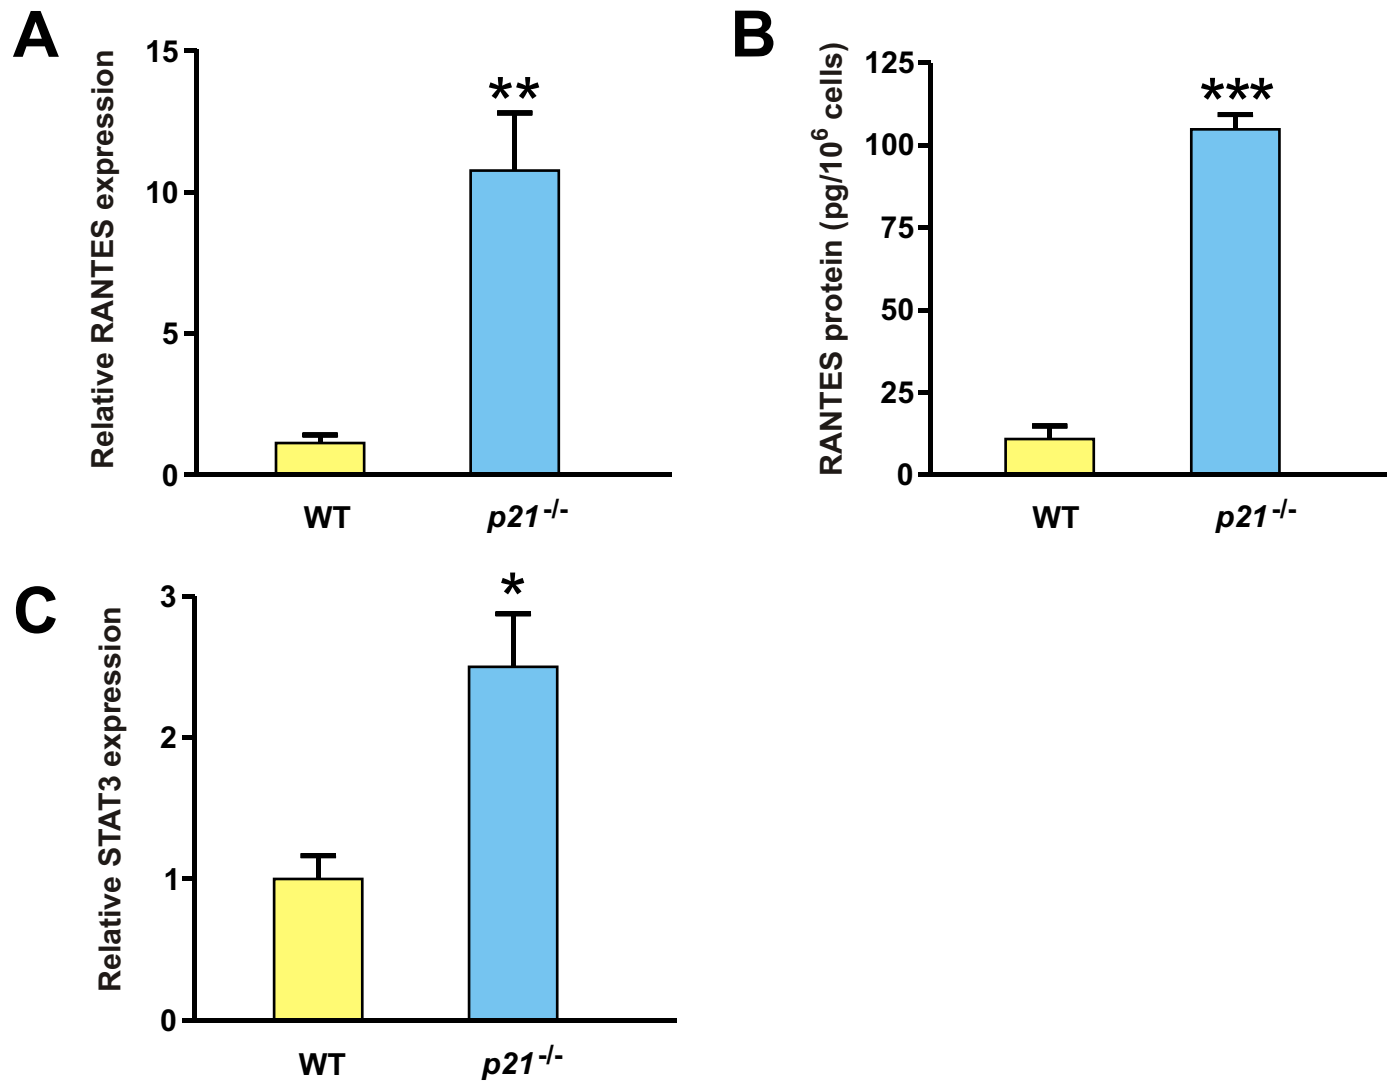 A
Relative RANTES expression
15
10
5
0
**
WT
p21-/-
B
RANTES protein (pg/10⁶ cells)
125
100
75
50
25
0
***
WT
p21-/-
C
Relative STAT3 expression
3
2
1
0
*
WT
p21-/-